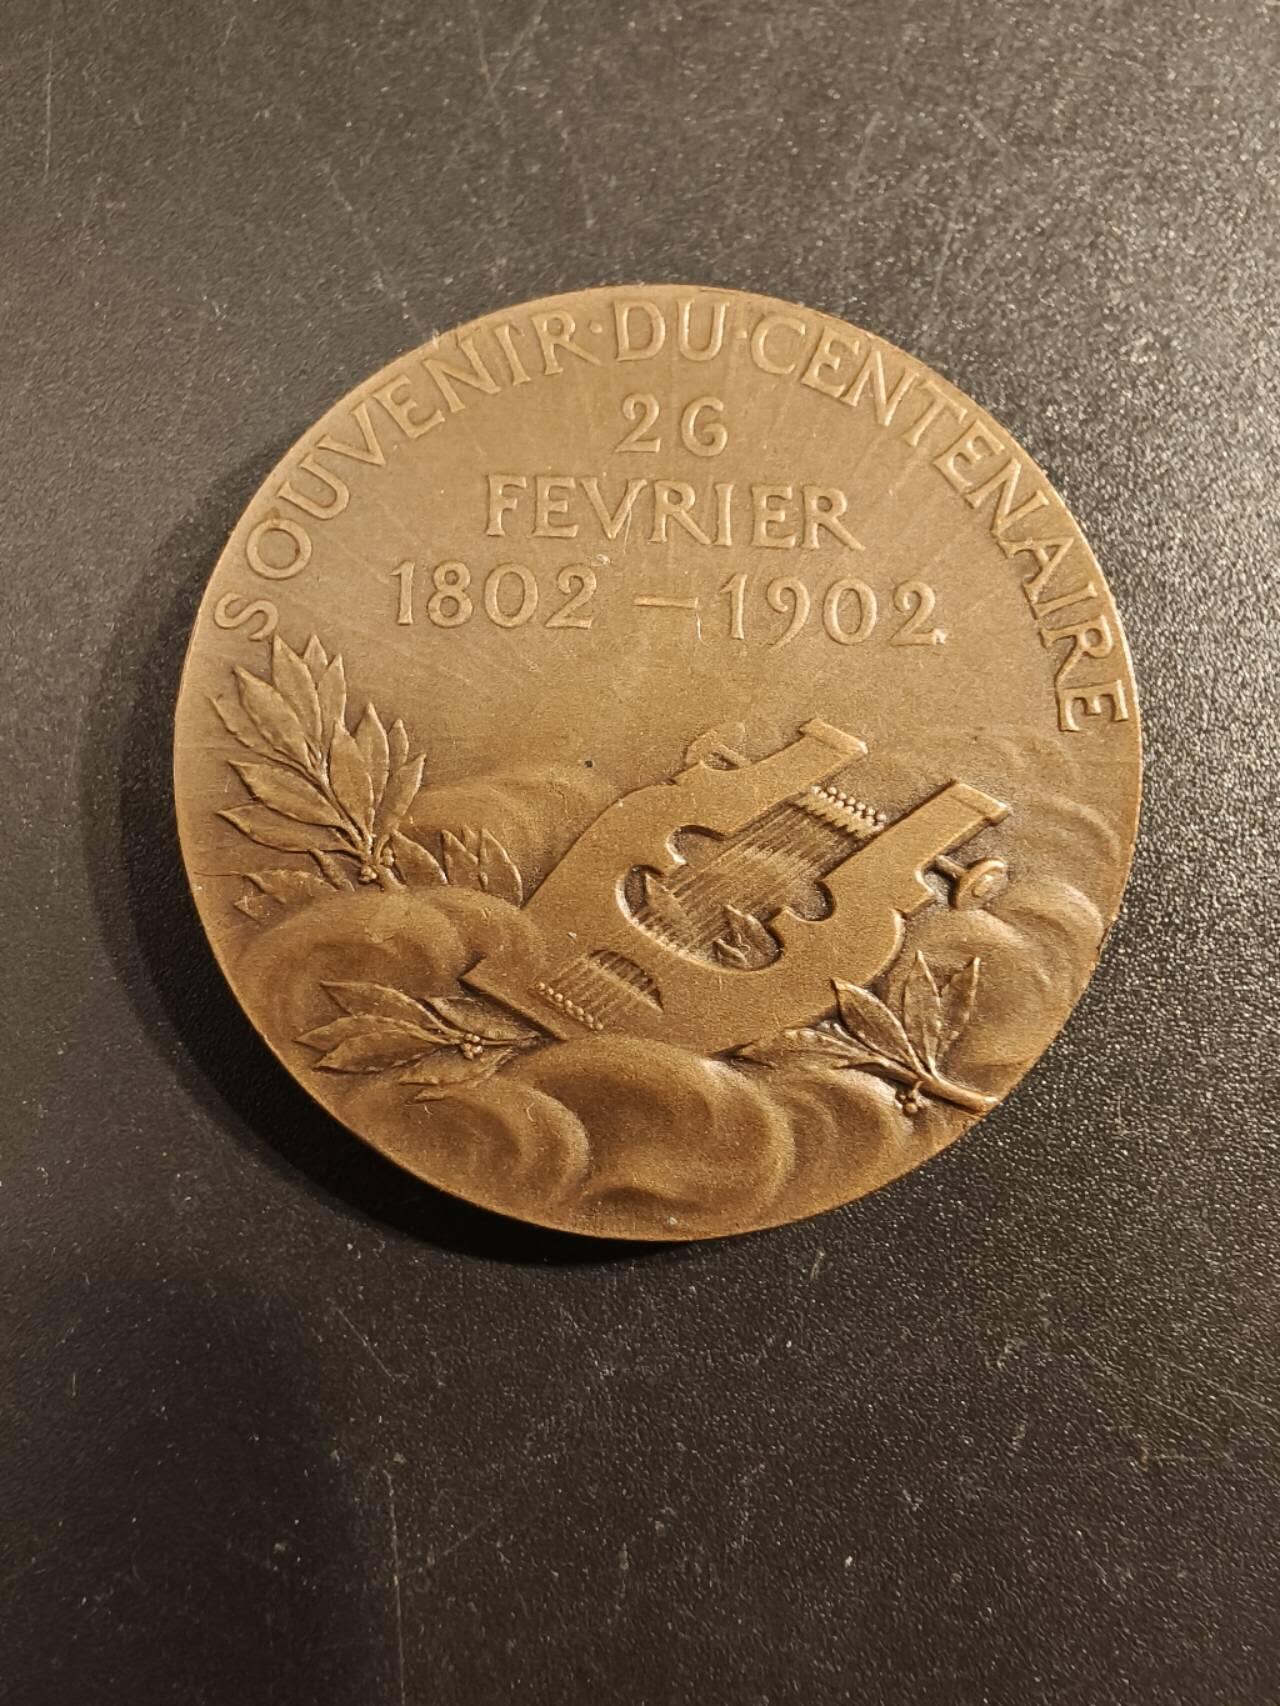 SOUVENIR·DU·CENTENAIRE
26
FEVRIER
1802 – 1902